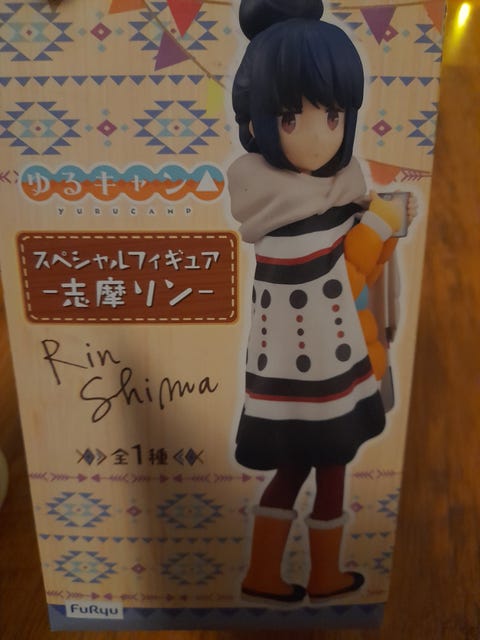 ゆるキャン△
YURUCAMP
スペシャルフィギュア
-志摩リン-
Rin
Shima
全1種
FuRyu